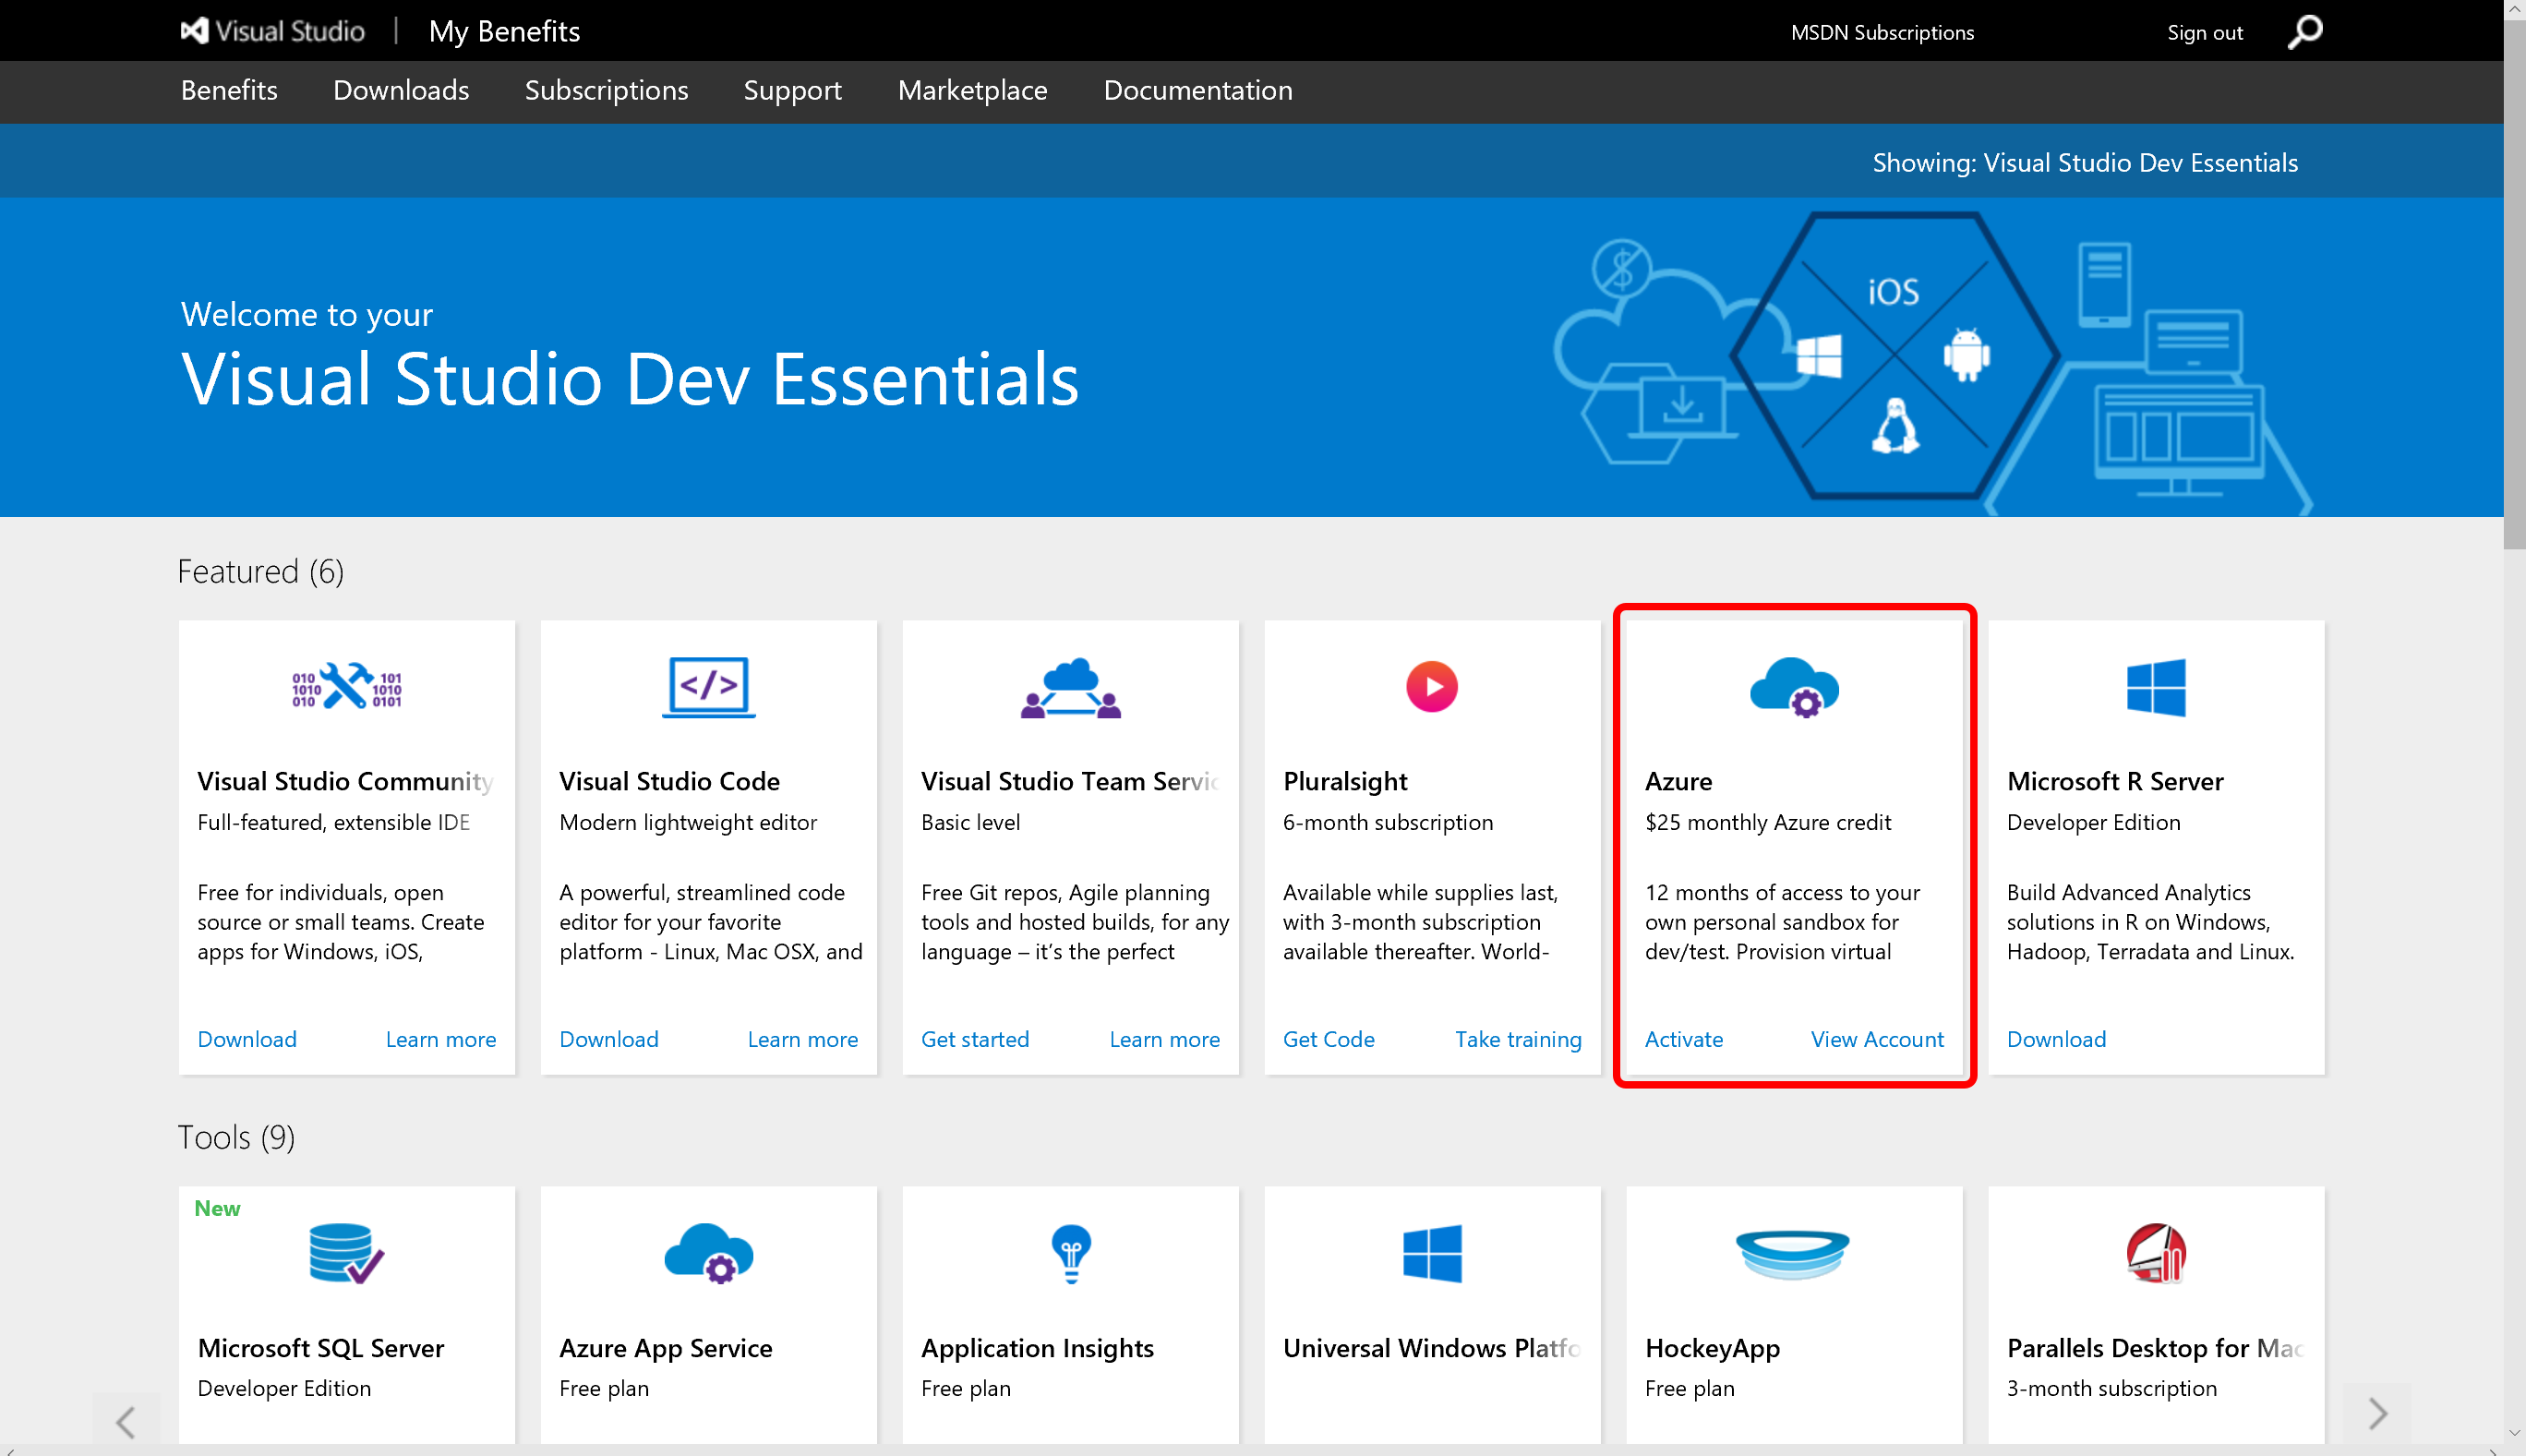 Visual Studio | My Benefits
MSDN Subscriptions
Sign out
Benefits Downloads Subscriptions Support Marketplace Documentation
Showing: Visual Studio Dev Essentials
Welcome to your
Visual Studio Dev Essentials
iOS
Featured (6)
010 101
1010 1010
010 0101
Visual Studio Community
Full-featured, extensible IDE
Free for individuals, open
source or small teams. Create
apps for Windows, iOS,
Download Learn more
</>
Visual Studio Code
Modern lightweight editor
A powerful, streamlined code
editor for your favorite
platform - Linux, Mac OSX, and
Download Learn more
Visual Studio Team Servic
Basic level
Free Git repos, Agile planning
tools and hosted builds, for any
language – it's the perfect
Get started Learn more
Pluralsight
6-month subscription
Available while supplies last,
with 3-month subscription
available thereafter. World-
Get Code Take training
Azure
$25 monthly Azure credit
12 months of access to your
own personal sandbox for
dev/test. Provision virtual
Activate View Account
Microsoft R Server
Developer Edition
Build Advanced Analytics
solutions in R on Windows,
Hadoop, Terradata and Linux.
Download
Tools (9)
New
Microsoft SQL Server
Developer Edition
Azure App Service
Free plan
Application Insights
Free plan
Universal Windows Platfo
HockeyApp
Free plan
Parallels Desktop for Mac
3-month subscription